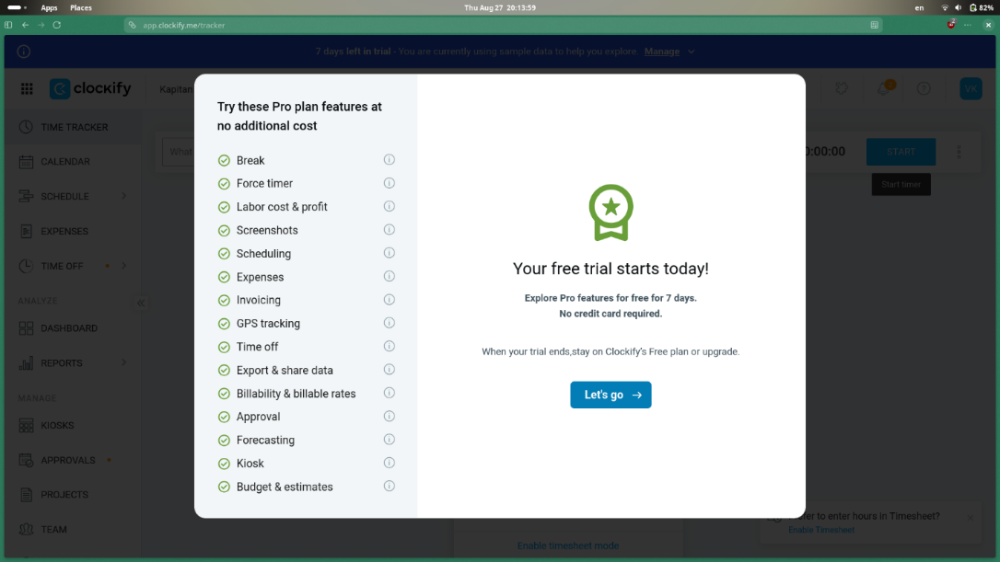 Apps Places
Thu Aug 27 20:13:59
en
82%
app.clockify.me/tracker
2
7 days left in trial - You are currently using sample data to help you explore. Manage
clockify
Kapitan
VK
TIME TRACKER
CALENDAR
SCHEDULE
EXPENSES
TIME OFF
ANALYZE
DASHBOARD
REPORTS
MANAGE
KIOSKS
APPROVALS
PROJECTS
TEAM
What
0:00:00
START
Start timer
Try these Pro plan features at
no additional cost
Break
Force timer
Labor cost & profit
Screenshots
Scheduling
Expenses
Invoicing
GPS tracking
Time off
Export & share data
Billability & billable rates
Approval
Forecasting
Kiosk
Budget & estimates
Your free trial starts today!
Explore Pro features for free for 7 days.
No credit card required.
When your trial ends,stay on Clockify's Free plan or upgrade.
Let's go
to enter hours in Timesheet?
Enable Timesheet
Enable timesheet mode